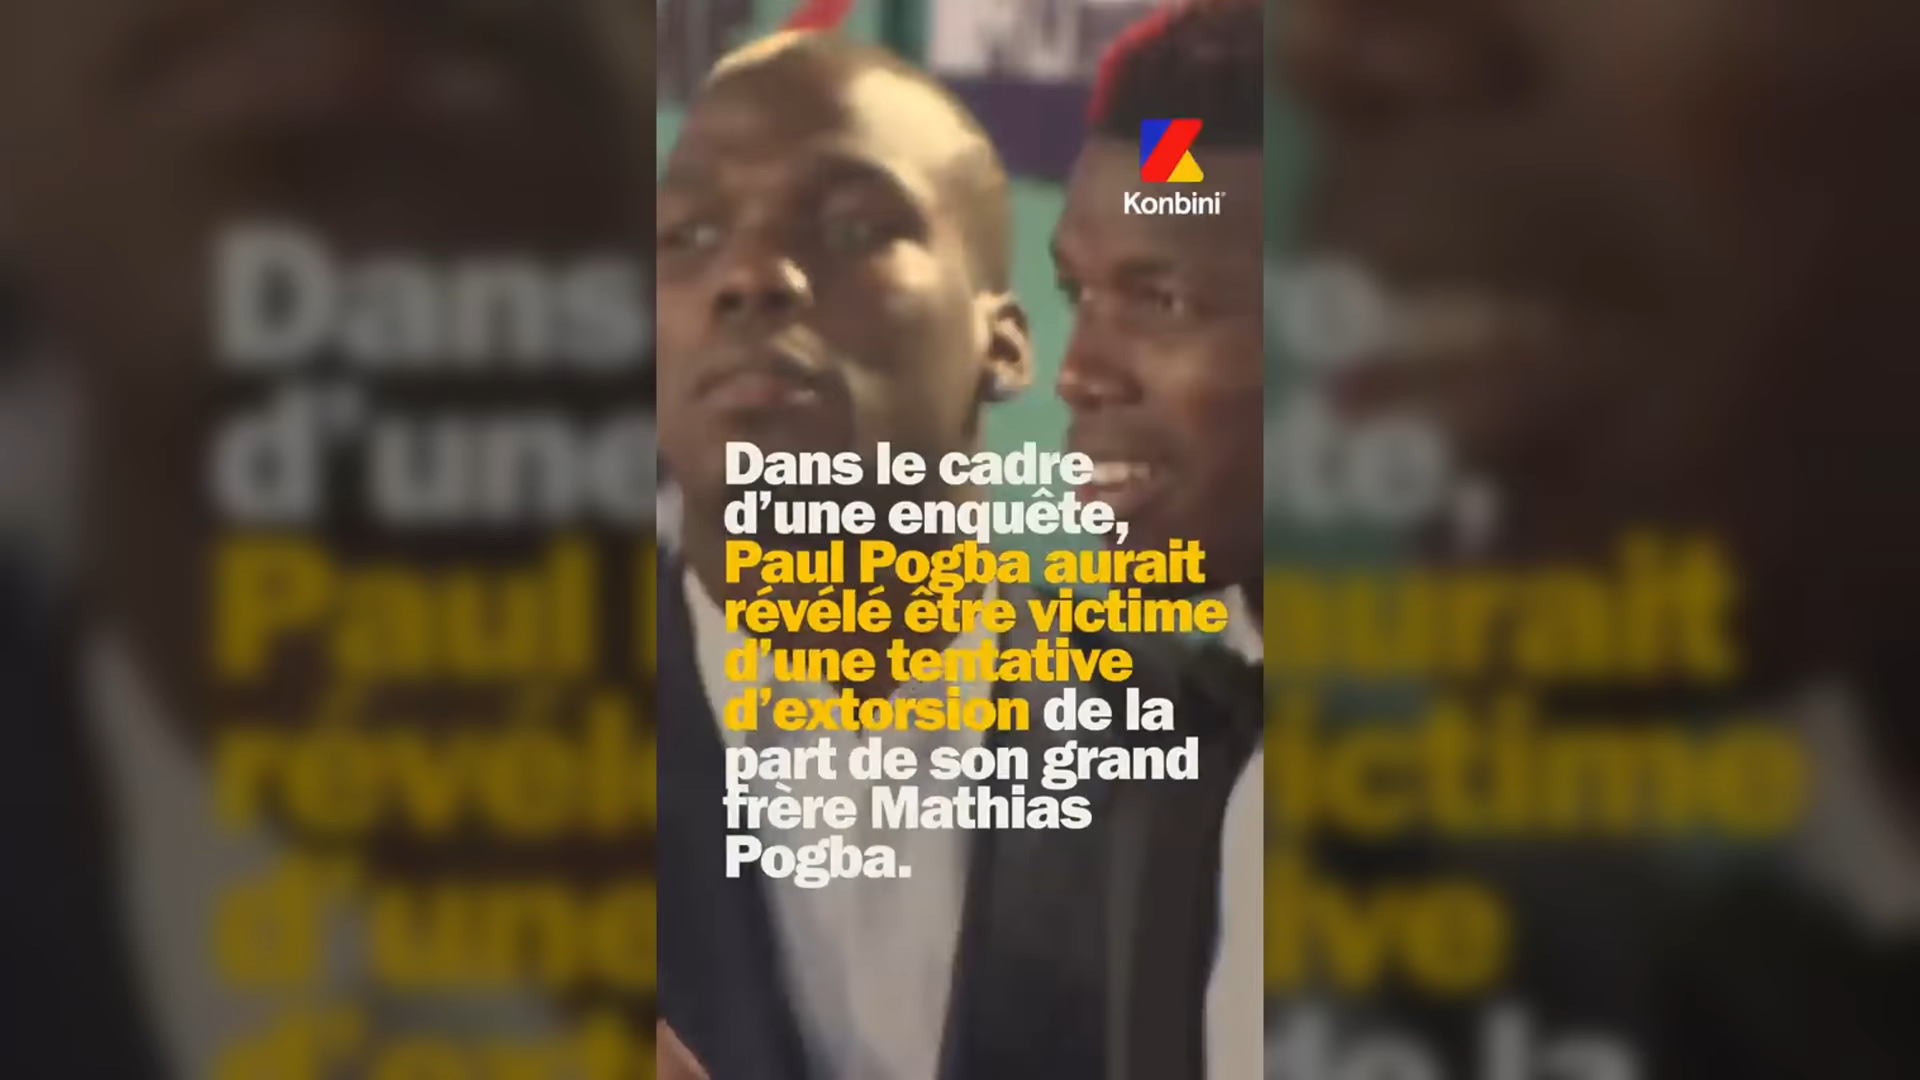 Konbini
Dans le cadre
d'une enquête,
Paul Pogba aurait
révélé être victime
d'une tentative
d'extorsion de la
part de son grand
frère Mathias
Pogba.